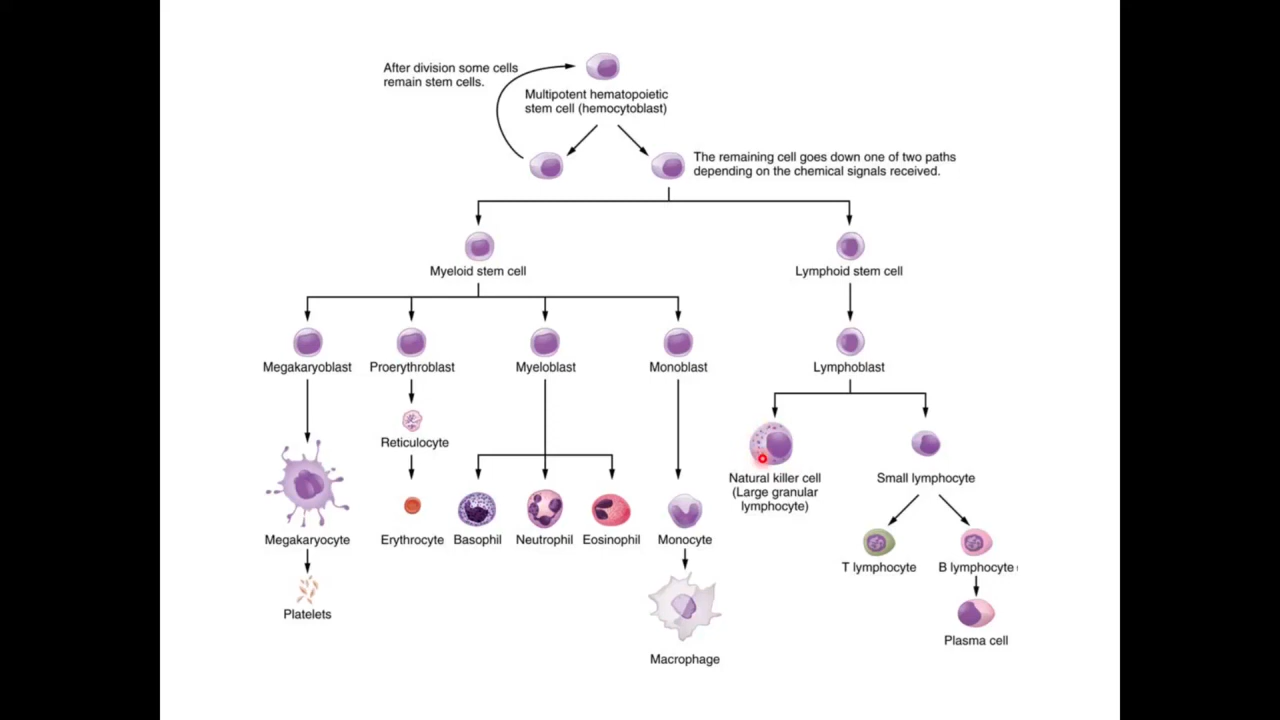 After division some cells
remain stem cells.
Multipotent hematopoietic
stem cell (hemocytoblast)
The remaining cell goes down one of two paths
depending on the chemical signals received.
Myeloid stem cell
Lymphoid stem cell
Megakaryoblast
Proerythroblast
Myeloblast
Monoblast
Lymphoblast
Reticulocyte
Natural killer cell
(Large granular
lymphocyte)
Small lymphocyte
Megakaryocyte
Erythrocyte
Basophil
Neutrophil
Eosinophil
Monocyte
T lymphocyte
B lymphocyte
Platelets
Plasma cell
Macrophage